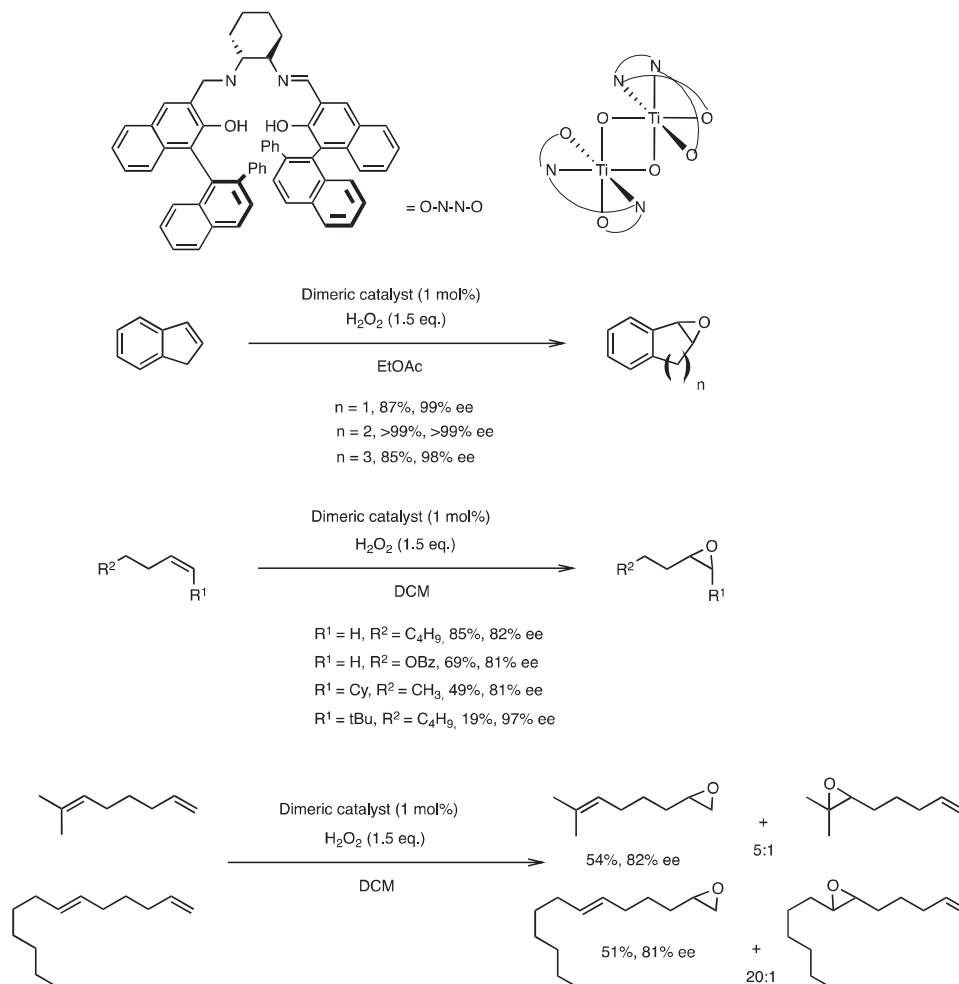 N
N
OH
HO
Ph
Ph
= O-N-N-O
N
N
O
Ti
O
O
O
N
Ti
O
O
N
Dimeric catalyst (1 mol%)
H₂O₂ (1.5 eq.)
EtOAc
O
n
n = 1, 87%, 99% ee
n = 2, >99%, >99% ee
n = 3, 85%, 98% ee
Dimeric catalyst (1 mol%)
H₂O₂ (1.5 eq.)
DCM
R²
R¹
O
R²
R¹
R¹ = H, R² = C₄H₉, 85%, 82% ee
R¹ = H, R² = OBz, 69%, 81% ee
R¹ = Cy, R² = CH₃, 49%, 81% ee
R¹ = tBu, R² = C₄H₉, 19%, 97% ee
Dimeric catalyst (1 mol%)
H₂O₂ (1.5 eq.)
DCM
O
O
+
5:1
54%, 82% ee
O
O
51%, 81% ee
+
20:1